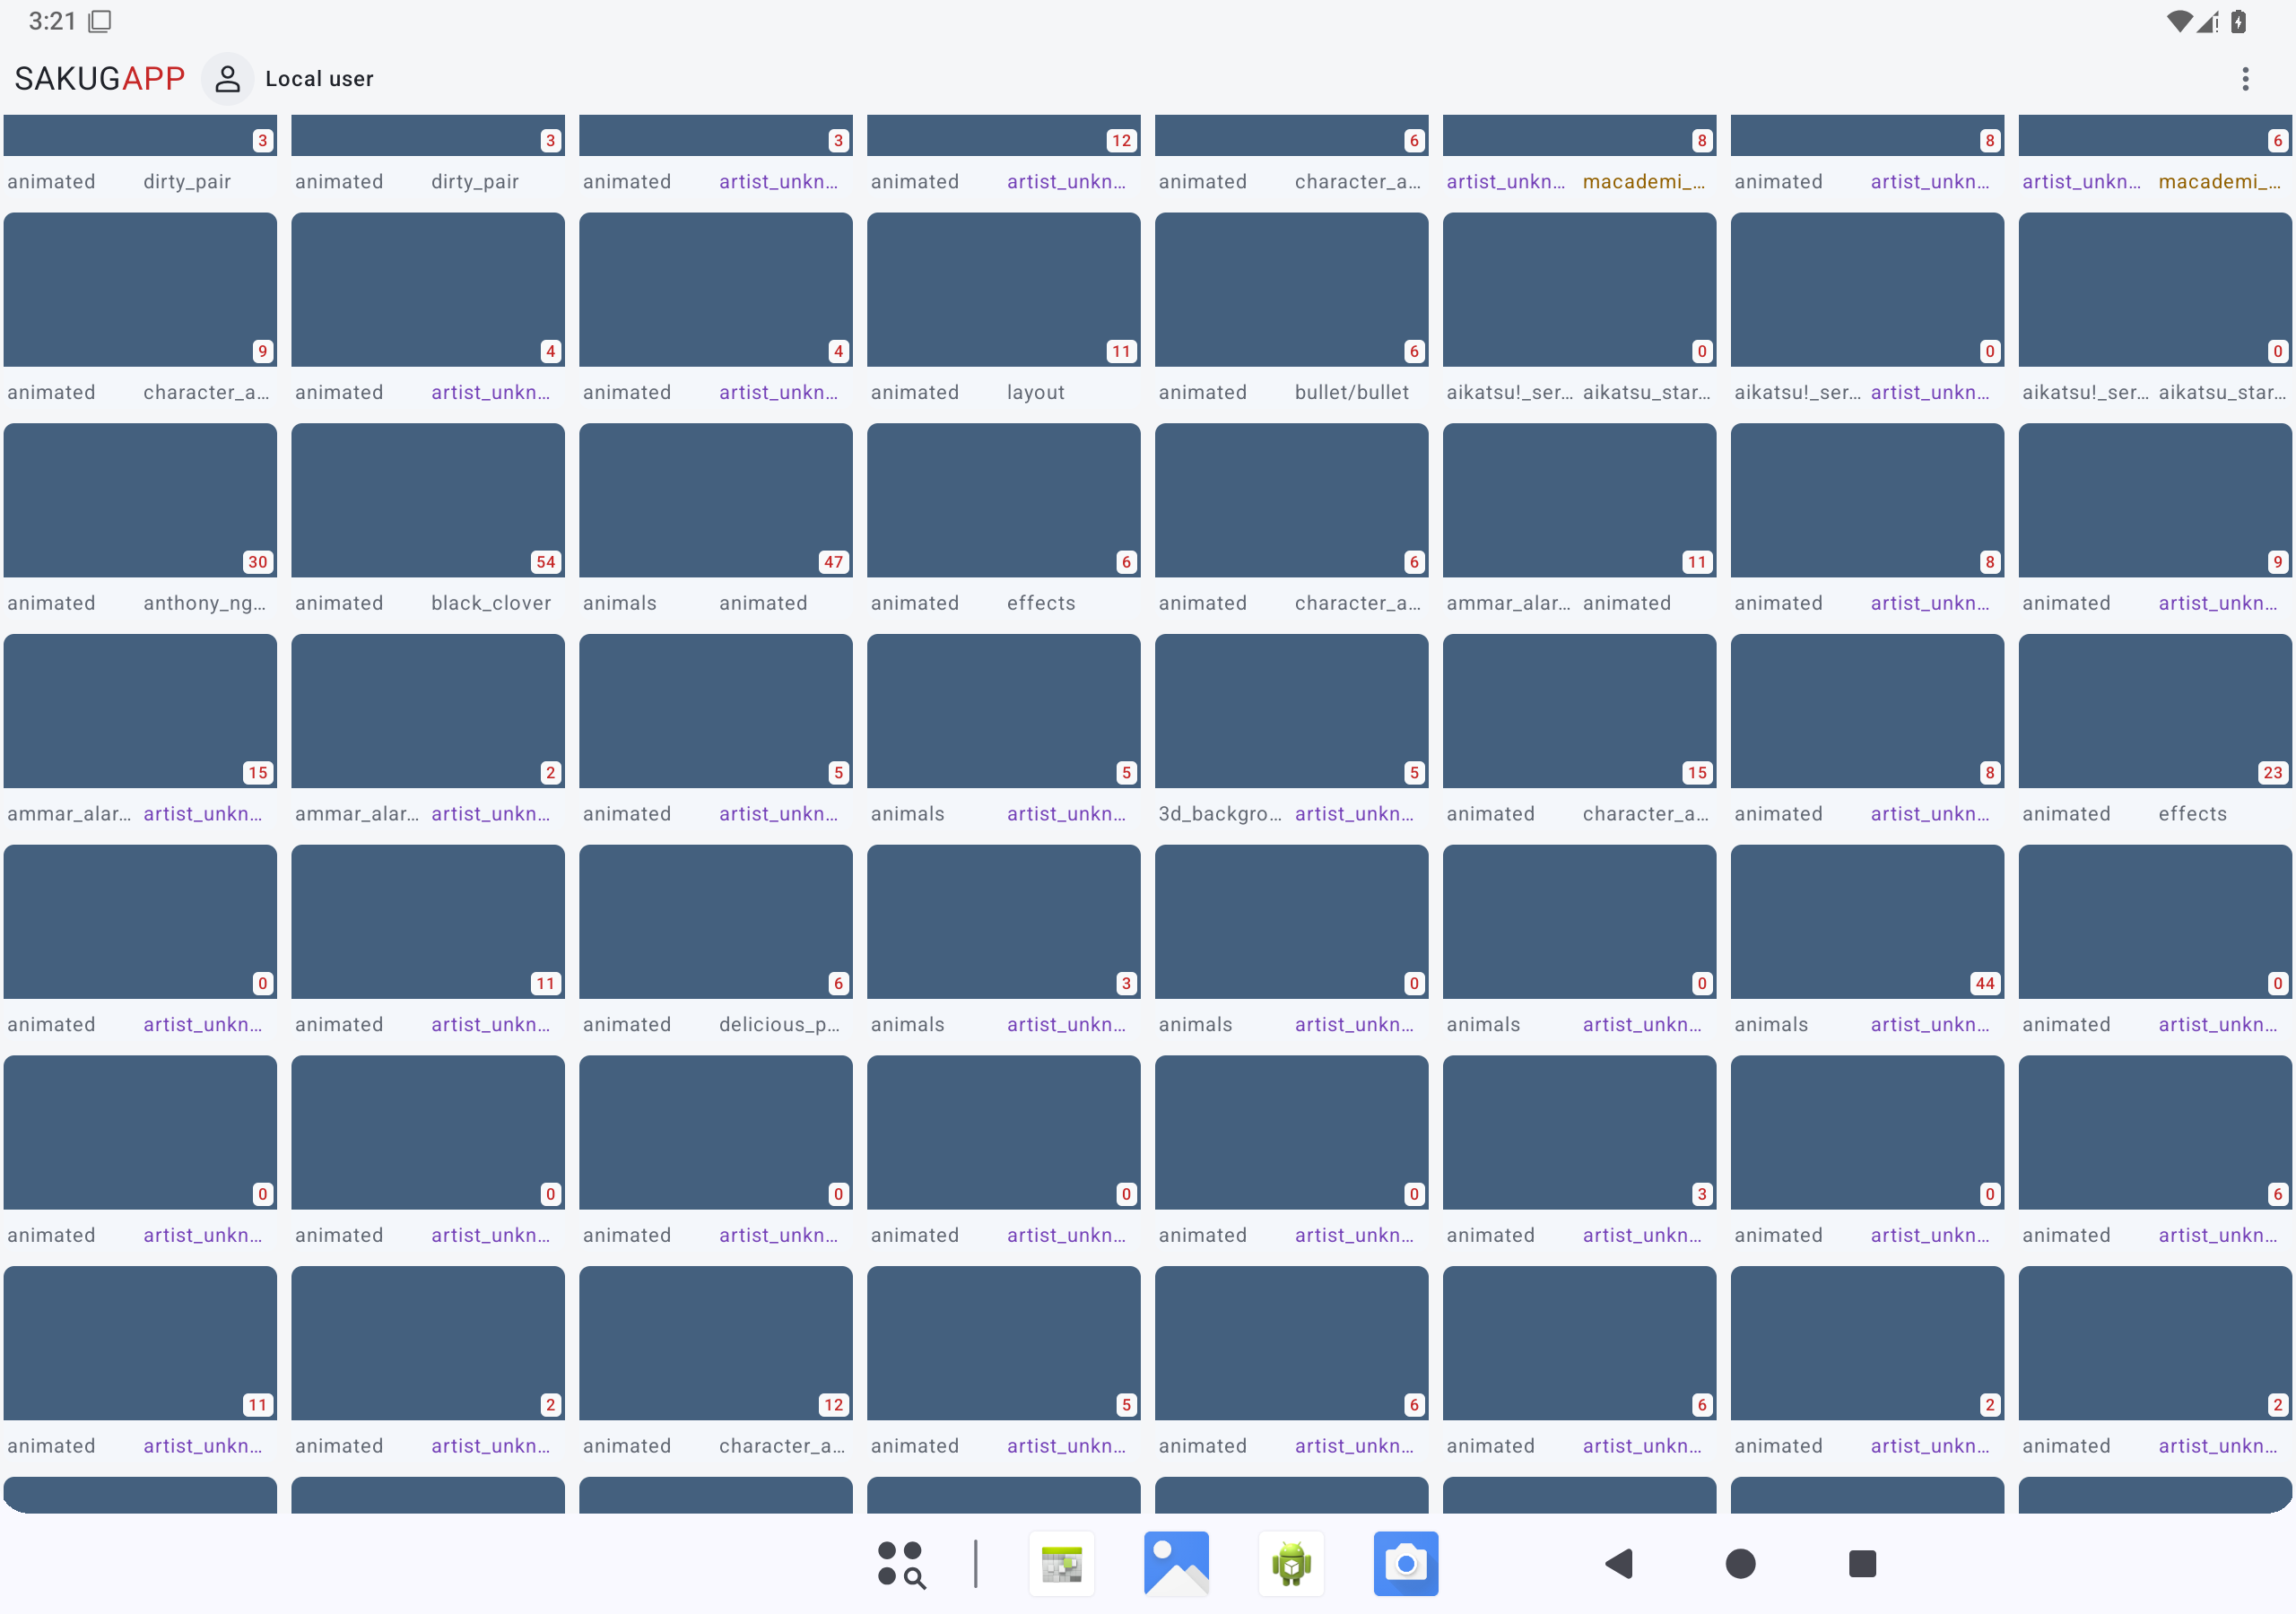 3:21
SAKUGAPP Local user
3 3 3 12 6 8 8 6
animated dirty_pair animated dirty_pair animated artist_unkn... animated artist_unkn... animated character_a... artist_unkn... macademi_... animated artist_unkn... artist_unkn... macademi_...
9 4 4 11 6 0 0 0
animated character_a... animated artist_unkn... animated artist_unkn... animated layout animated bullet/bullet aikatsu!_ser... aikatsu_star... aikatsu!_ser... artist_unkn... aikatsu!_ser... aikatsu_star...
30 54 47 6 6 11 8 9
animated anthony_ng... animated black_clover animals animated animated effects animated character_a... ammar_alar... animated animated artist_unkn... animated artist_unkn...
15 2 5 5 5 15 8 23
ammar_alar... artist_unkn... ammar_alar... artist_unkn... animated artist_unkn... animals artist_unkn... 3d_backgro... artist_unkn... animated character_a... animated artist_unkn... animated effects
0 11 6 3 0 0 44 0
animated artist_unkn... animated artist_unkn... animated delicious_p... animals artist_unkn... animals artist_unkn... animals artist_unkn... animals artist_unkn... animated artist_unkn...
0 0 0 0 0 3 0 6
animated artist_unkn... animated artist_unkn... animated artist_unkn... animated artist_unkn... animated artist_unkn... animated artist_unkn... animated artist_unkn... animated artist_unkn...
11 2 12 5 6 6 2 2
animated artist_unkn... animated artist_unkn... animated character_a... animated artist_unkn... animated artist_unkn... animated artist_unkn... animated artist_unkn... animated artist_unkn...